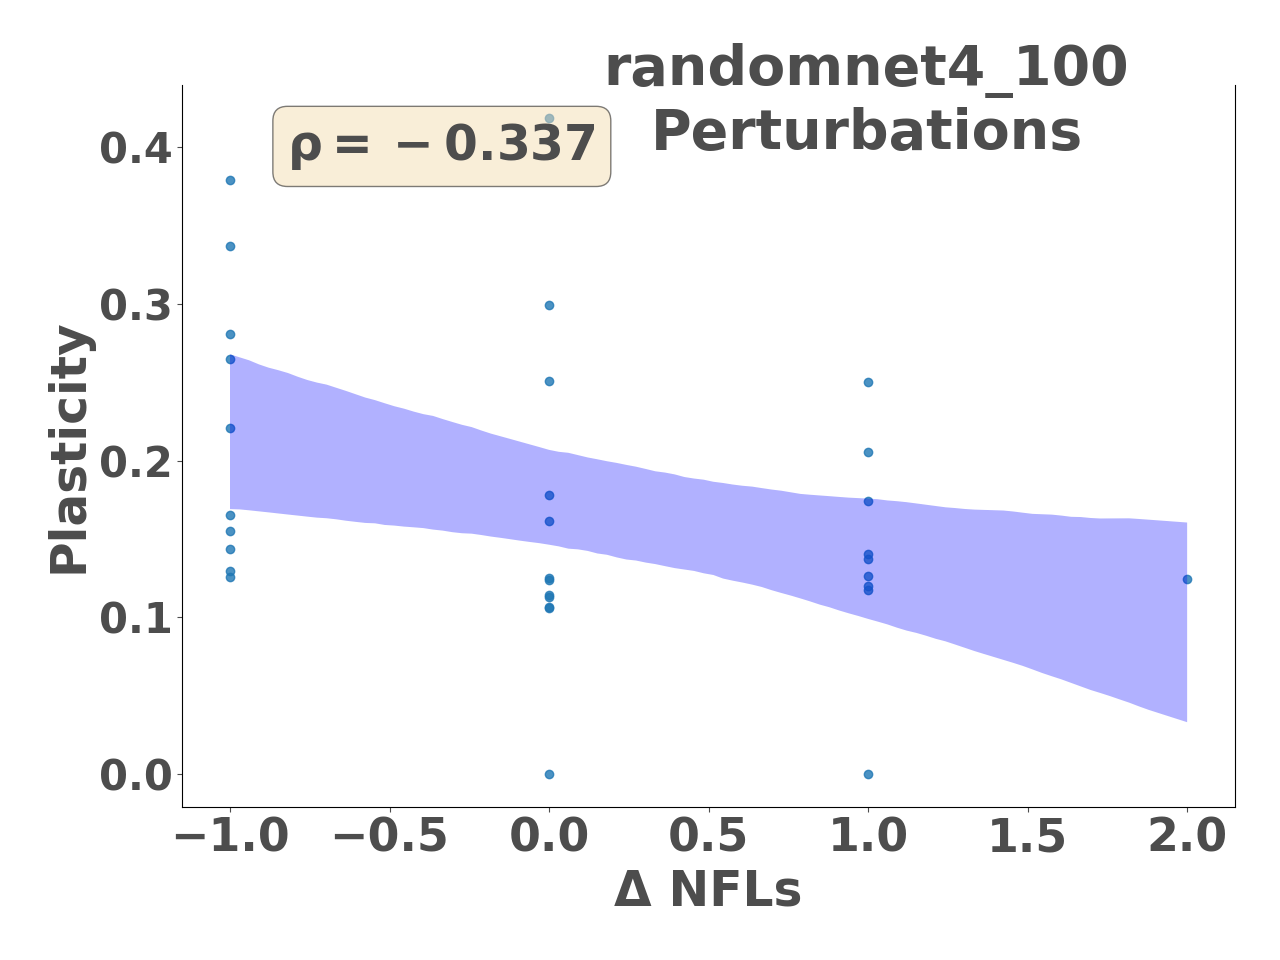 randomnet4_100
Perturbations
ρ = − 0.337
Plasticity
0.4
0.3
0.2
0.1
0.0
−1.0 −0.5 0.0 0.5 1.0 1.5 2.0
Δ NFLs